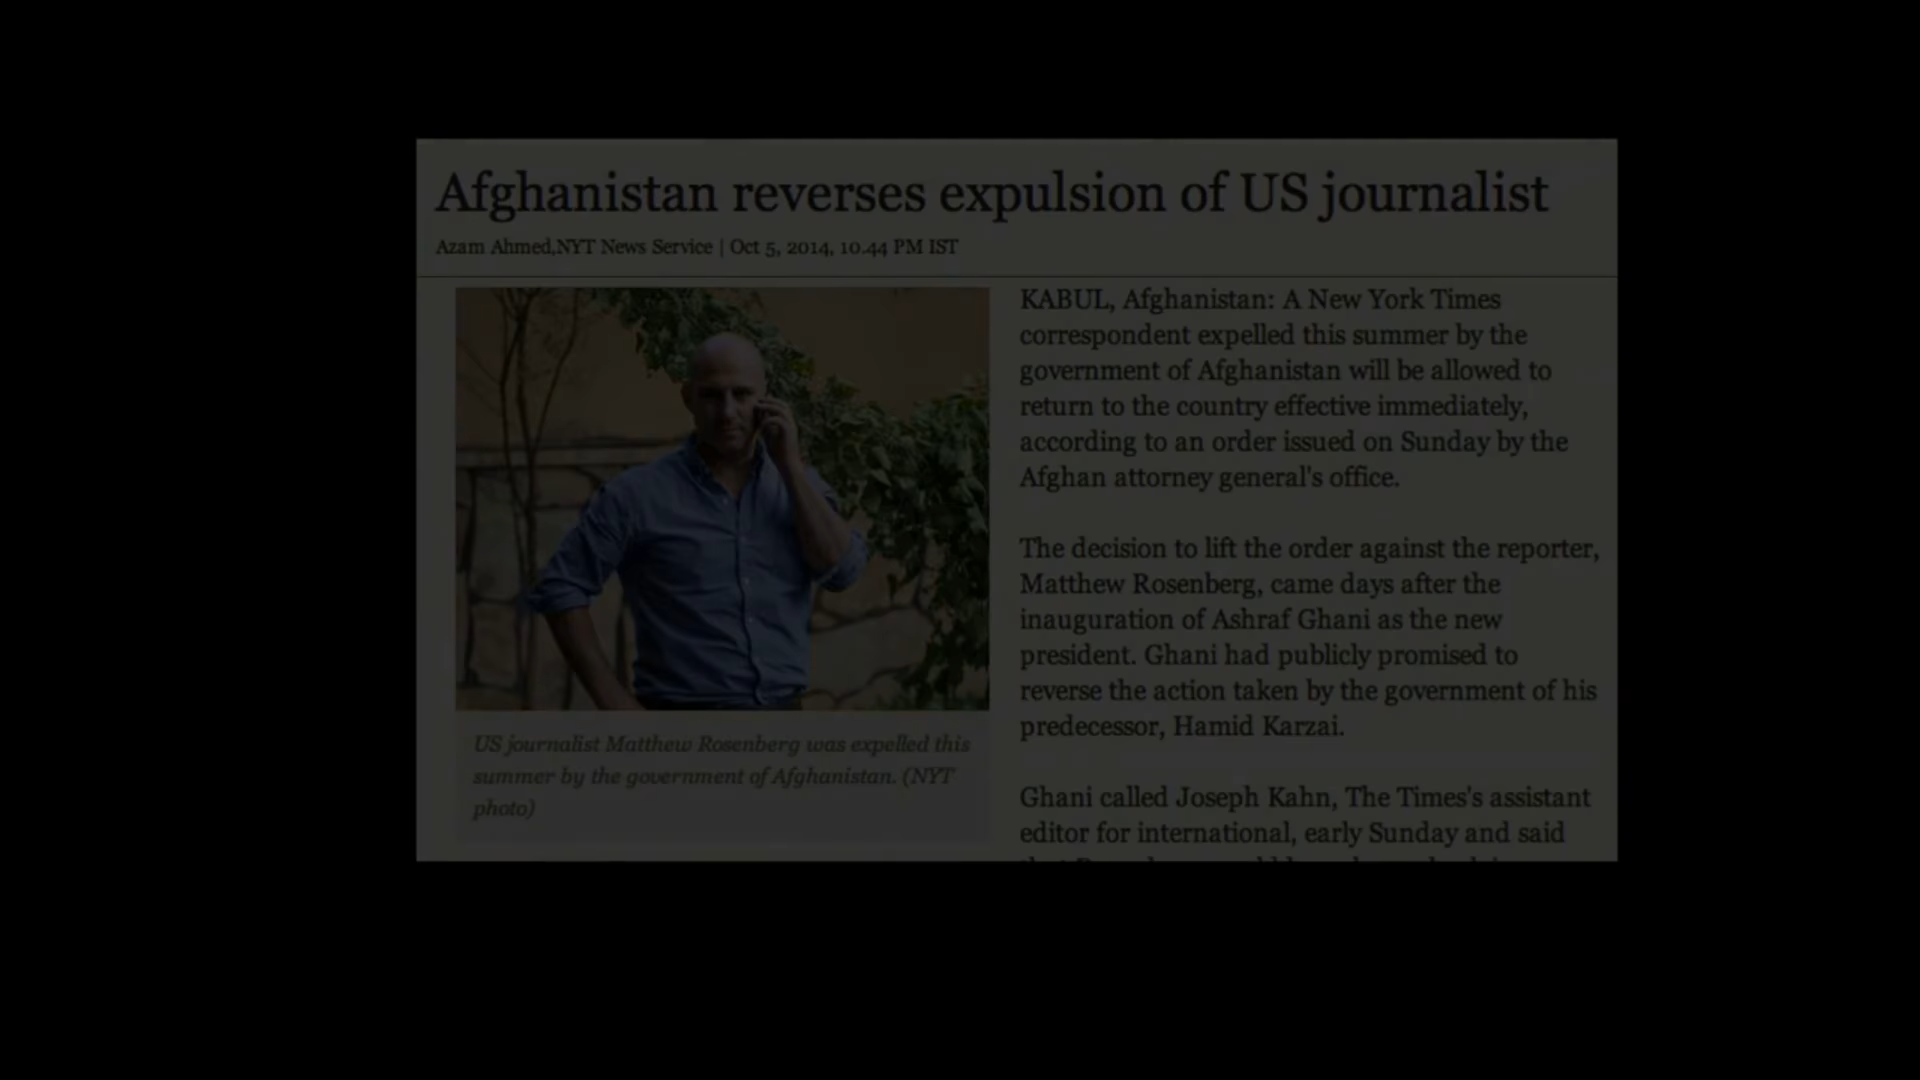 Afghanistan reverses expulsion of US journalist
Azam Ahmed,NYT News Service | Oct 5, 2014, 10.44 PM IST
KABUL, Afghanistan: A New York Times
correspondent expelled this summer by the
government of Afghanistan will be allowed to
return to the country effective immediately,
according to an order issued on Sunday by the
Afghan attorney general's office.
The decision to lift the order against the reporter,
Matthew Rosenberg, came days after the
inauguration of Ashraf Ghani as the new
president. Ghani had publicly promised to
reverse the action taken by the government of his
predecessor, Hamid Karzai.
Ghani called Joseph Kahn, The Times's assistant
editor for international, early Sunday and said
US journalist Matthew Rosenberg was expelled this
summer by the government of Afghanistan. (NYT
photo)